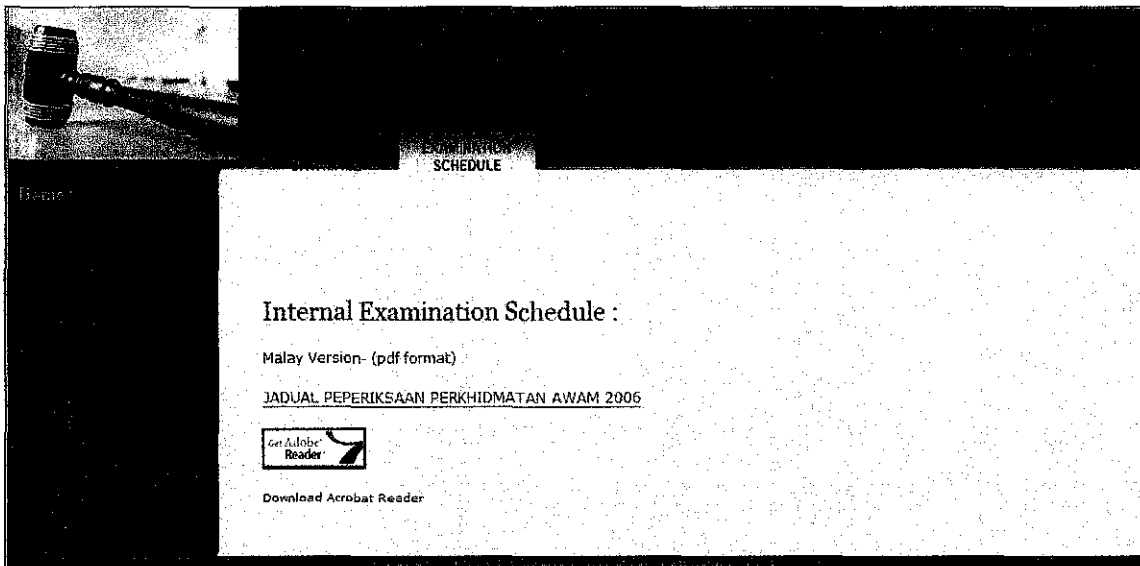 EXAMINATION
SCHEDULE
Home
Internal Examination Schedule :
Malay Version- (pdf format)
JADUAL PEPERIKSAAN PERKHIDMATAN AWAM 2006
Get Adobe
Reader
Download Acrobat Reader